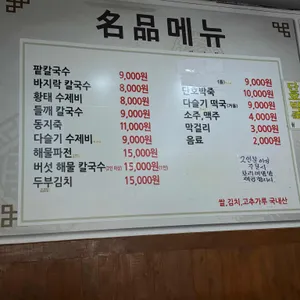 名品메뉴
팥칼국수 9,000원
바지락 칼국수 8,000원
황태 수제비 8,000원
들깨 칼국수 9,000원
동지죽 11,000원
다슬기 수제비 9,000원
해물파전 15,000원
버섯 해물 칼국수 15,000원
두부김치 15,000원
9,000원
단호박죽 10,000원
다슬기 떡국(겨울) 9,000원
소주,맥주 4,000원
막걸리 3,000원
음료 2,000원
쌀,김치,고추가루 국내산